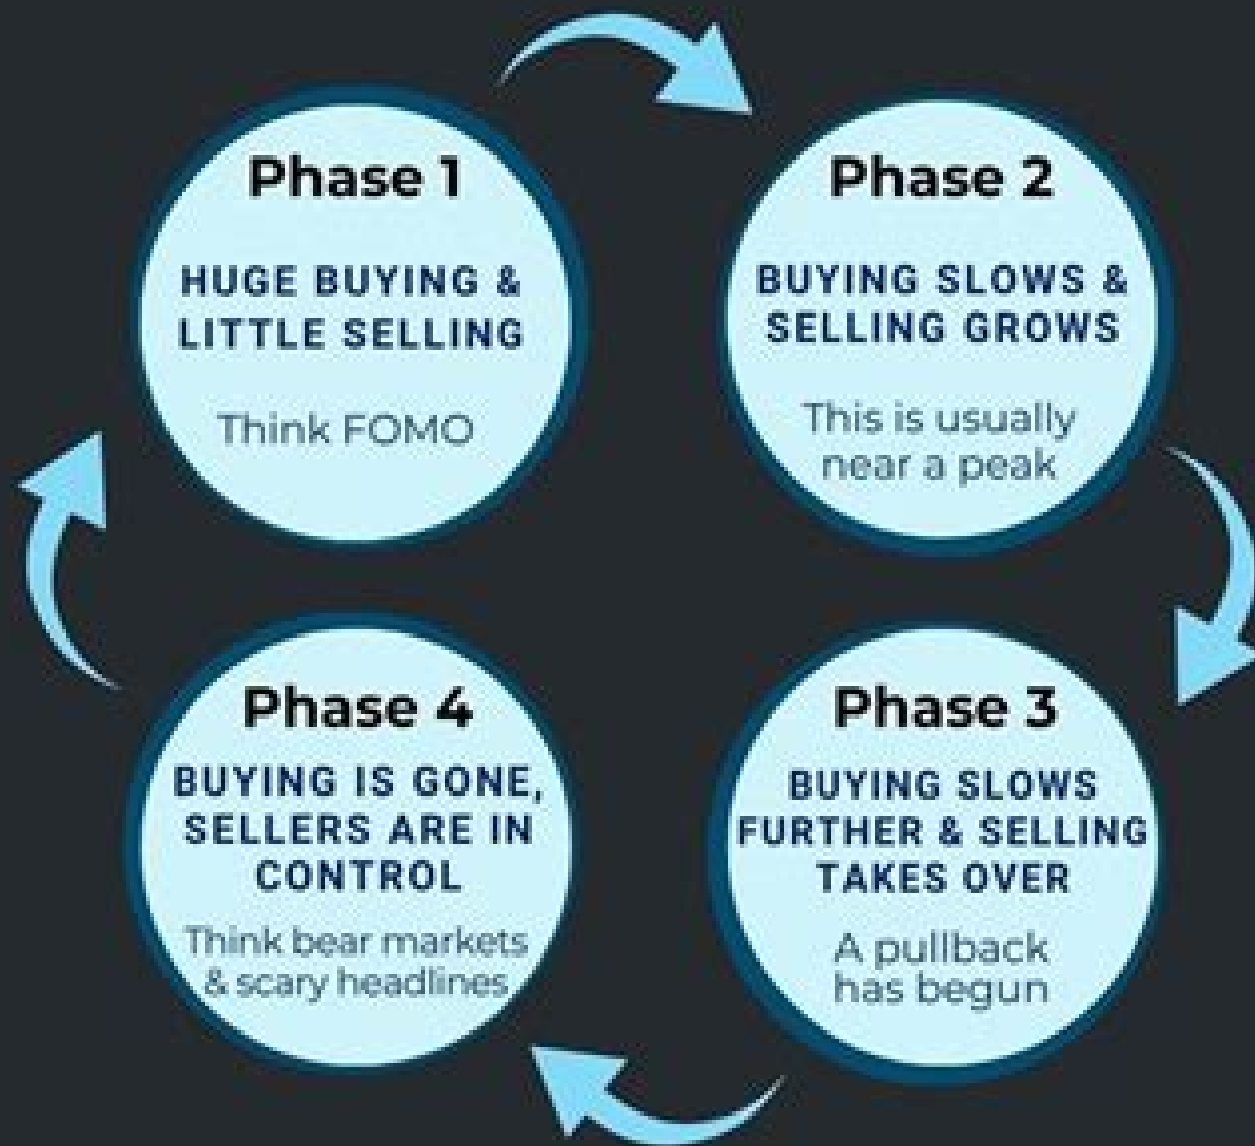 Phase 1
HUGE BUYING &
LITTLE SELLING
Think FOMO
Phase 2
BUYING SLOWS &
SELLING GROWS
This is usually
near a peak
Phase 3
BUYING SLOWS
FURTHER & SELLING
TAKES OVER
A pullback
has begun
Phase 4
BUYING IS GONE,
SELLERS ARE IN
CONTROL
Think bear markets
& scary headlines